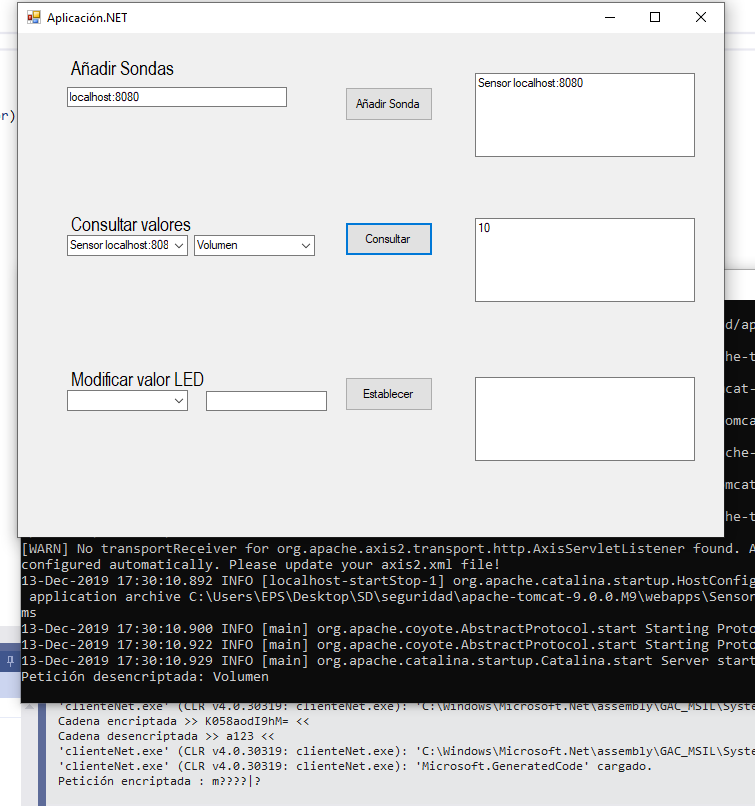 Aplicación.NET
Añadir Sondas
localhost:8080
Añadir Sonda
Sensor localhost:8080
r)
Consultar valores
Sensor localhost:808
Volumen
Consultar
10
Modificar valor LED
Establecer
d/ap
he-t
cat-
omca
che-
mcat
he-t
[WARN] No transportReceiver for org.apache.axis2.transport.http.AxisServletListener found. A
configured automatically. Please update your axis2.xml file!
13-Dec-2019 17:30:10.892 INFO [localhost-startStop-1] org.apache.catalina.startup.HostConfig
application archive C:\Users\EPS\Desktop\SD\seguridad\apache-tomcat-9.0.0.M9\webapps\Sensor
ms
13-Dec-2019 17:30:10.900 INFO [main] org.apache.coyote.AbstractProtocol.start Starting Proto
13-Dec-2019 17:30:10.922 INFO [main] org.apache.coyote.AbstractProtocol.start Starting Proto
13-Dec-2019 17:30:10.929 INFO [main] org.apache.catalina.startup.Catalina.start Server start
Petición desencriptada: Volumen
'clienteNet.exe' (CLR v4.0.30319: clienteNet.exe): 'C:\Windows\Microsoft.Net\assembly\GAC_MSIL\Syste
Cadena encriptada >> K058aodI9hM= <<
Cadena desencriptada >> a123 <<
'clienteNet.exe' (CLR v4.0.30319: clienteNet.exe): 'C:\Windows\Microsoft.Net\assembly\GAC_MSIL\Syste
'clienteNet.exe' (CLR v4.0.30319: clienteNet.exe): 'Microsoft.GeneratedCode' cargado.
Petición encriptada : m????|?